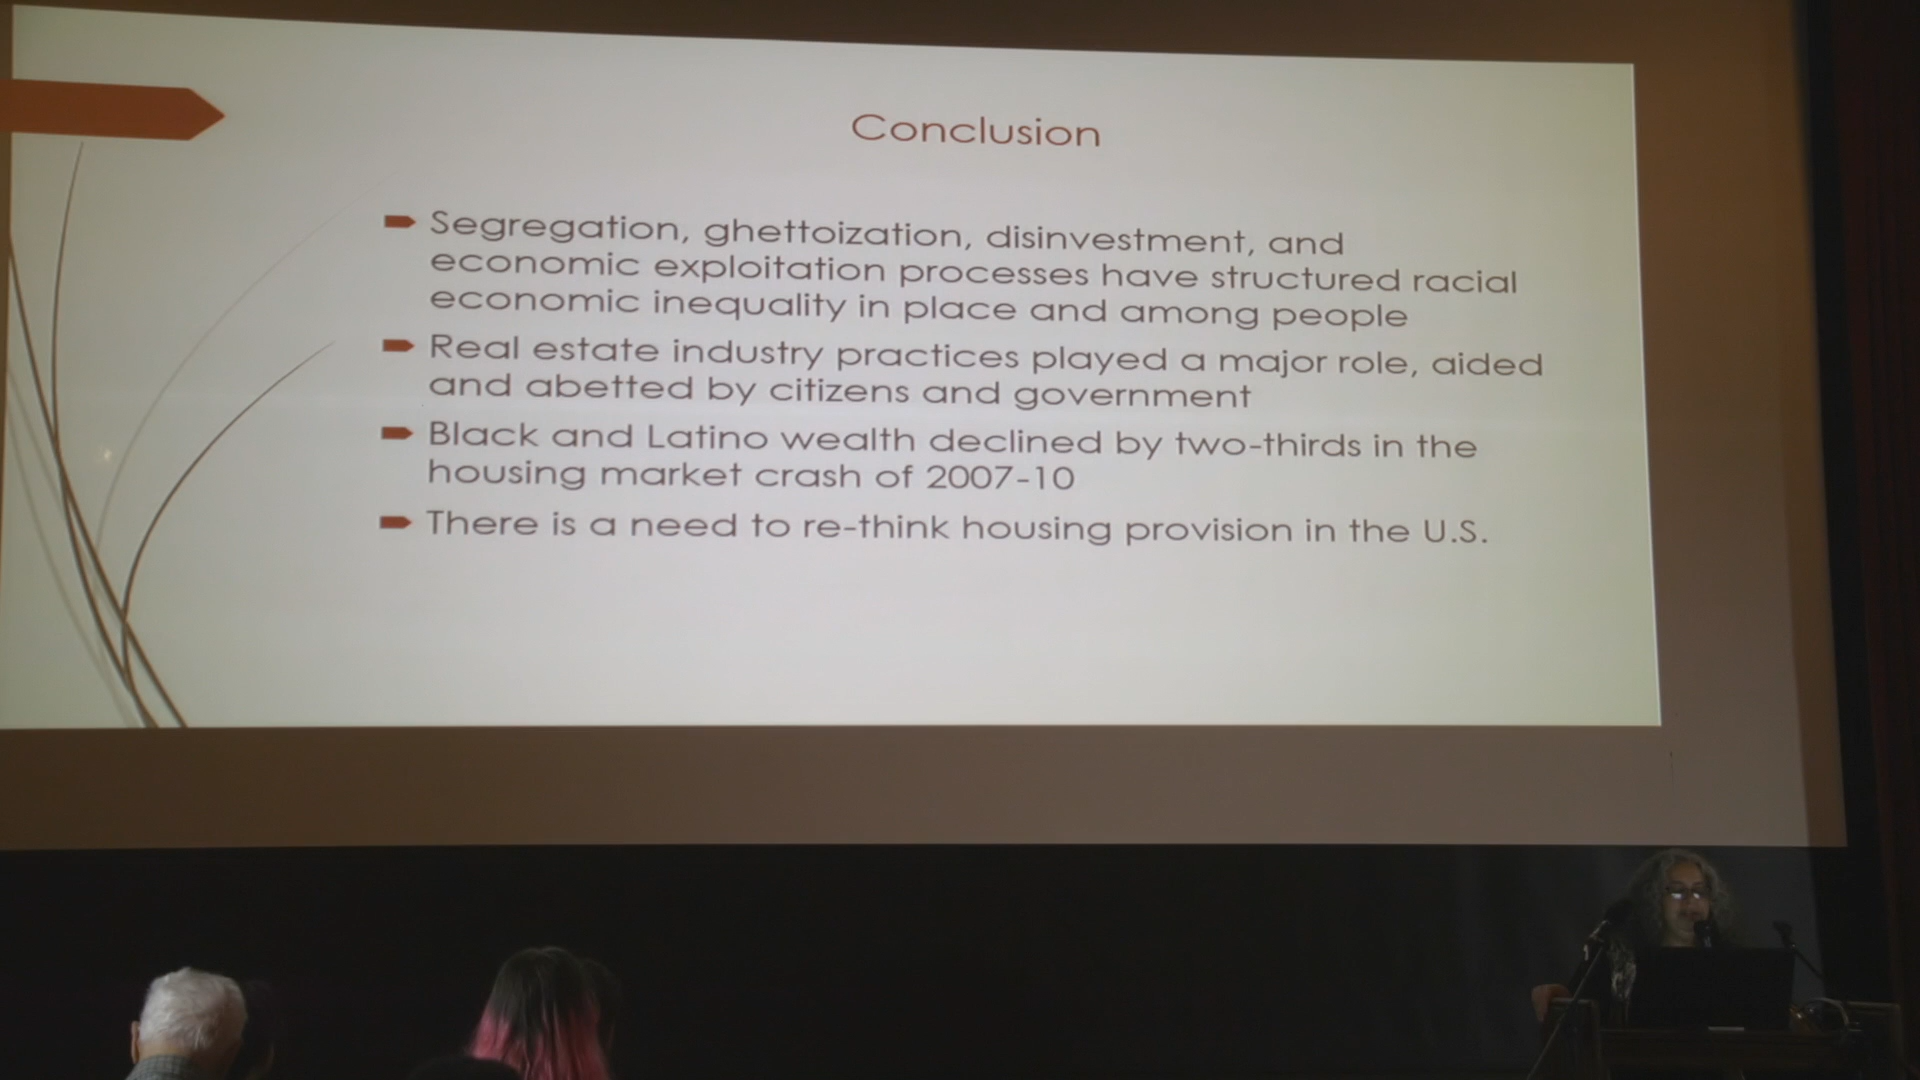 Conclusion
Segregation, ghettoization, disinvestment, and
economic exploitation processes have structured racial
economic inequality in place and among people
Real estate industry practices played a major role, aided
and abetted by citizens and government
Black and Latino wealth declined by two-thirds in the
housing market crash of 2007-10
There is a need to re-think housing provision in the U.S.